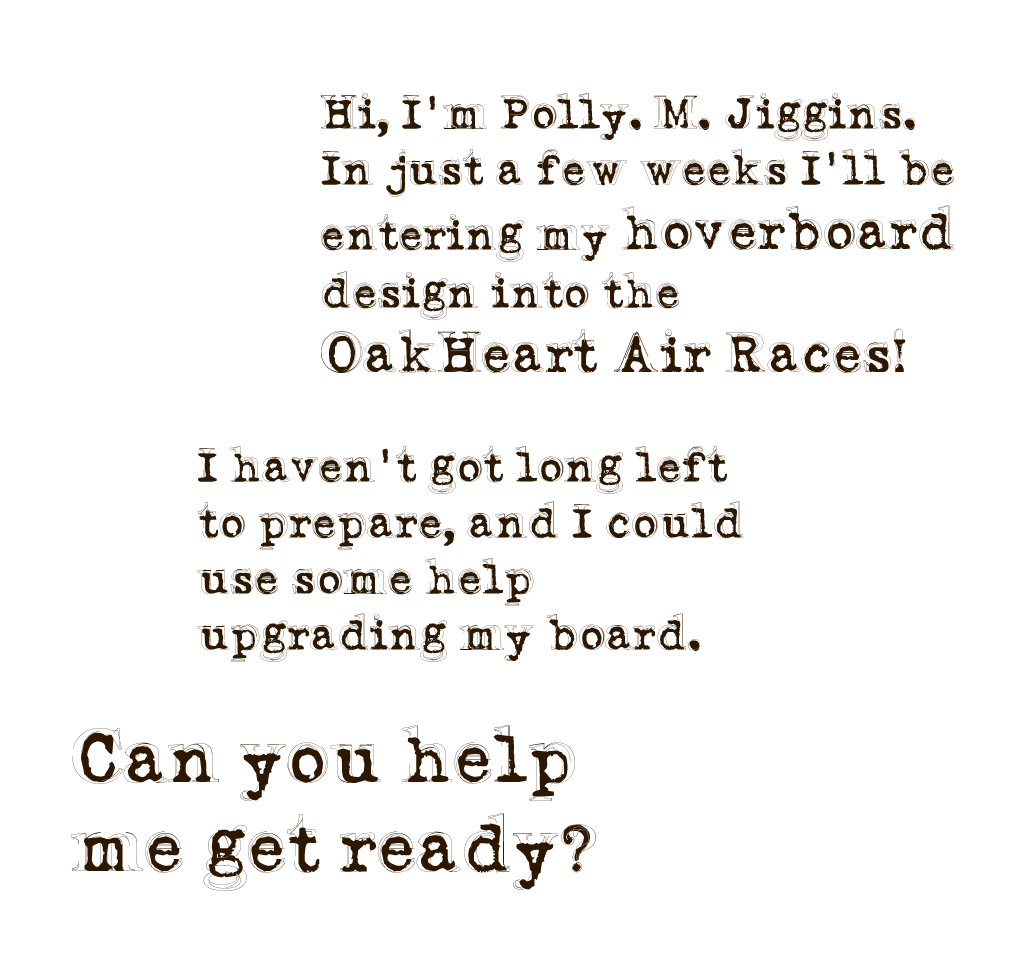 Hi, I'm Polly. M. Jiggins.
In just a few weeks I'll be
entering my hoverboard
design into the
OakHeart Air Races!
I haven't got long left
to prepare, and I could
use some help
upgrading my board.
Can you help
me get ready?